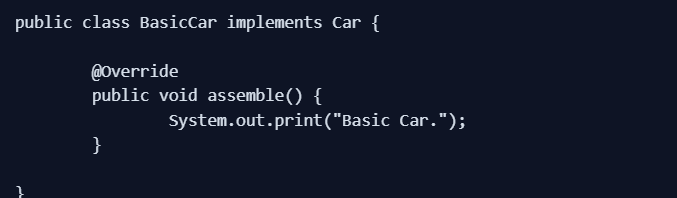 public class BasicCar implements Car {
@Override
public void assemble() {
System.out.print("Basic Car.");
}
}